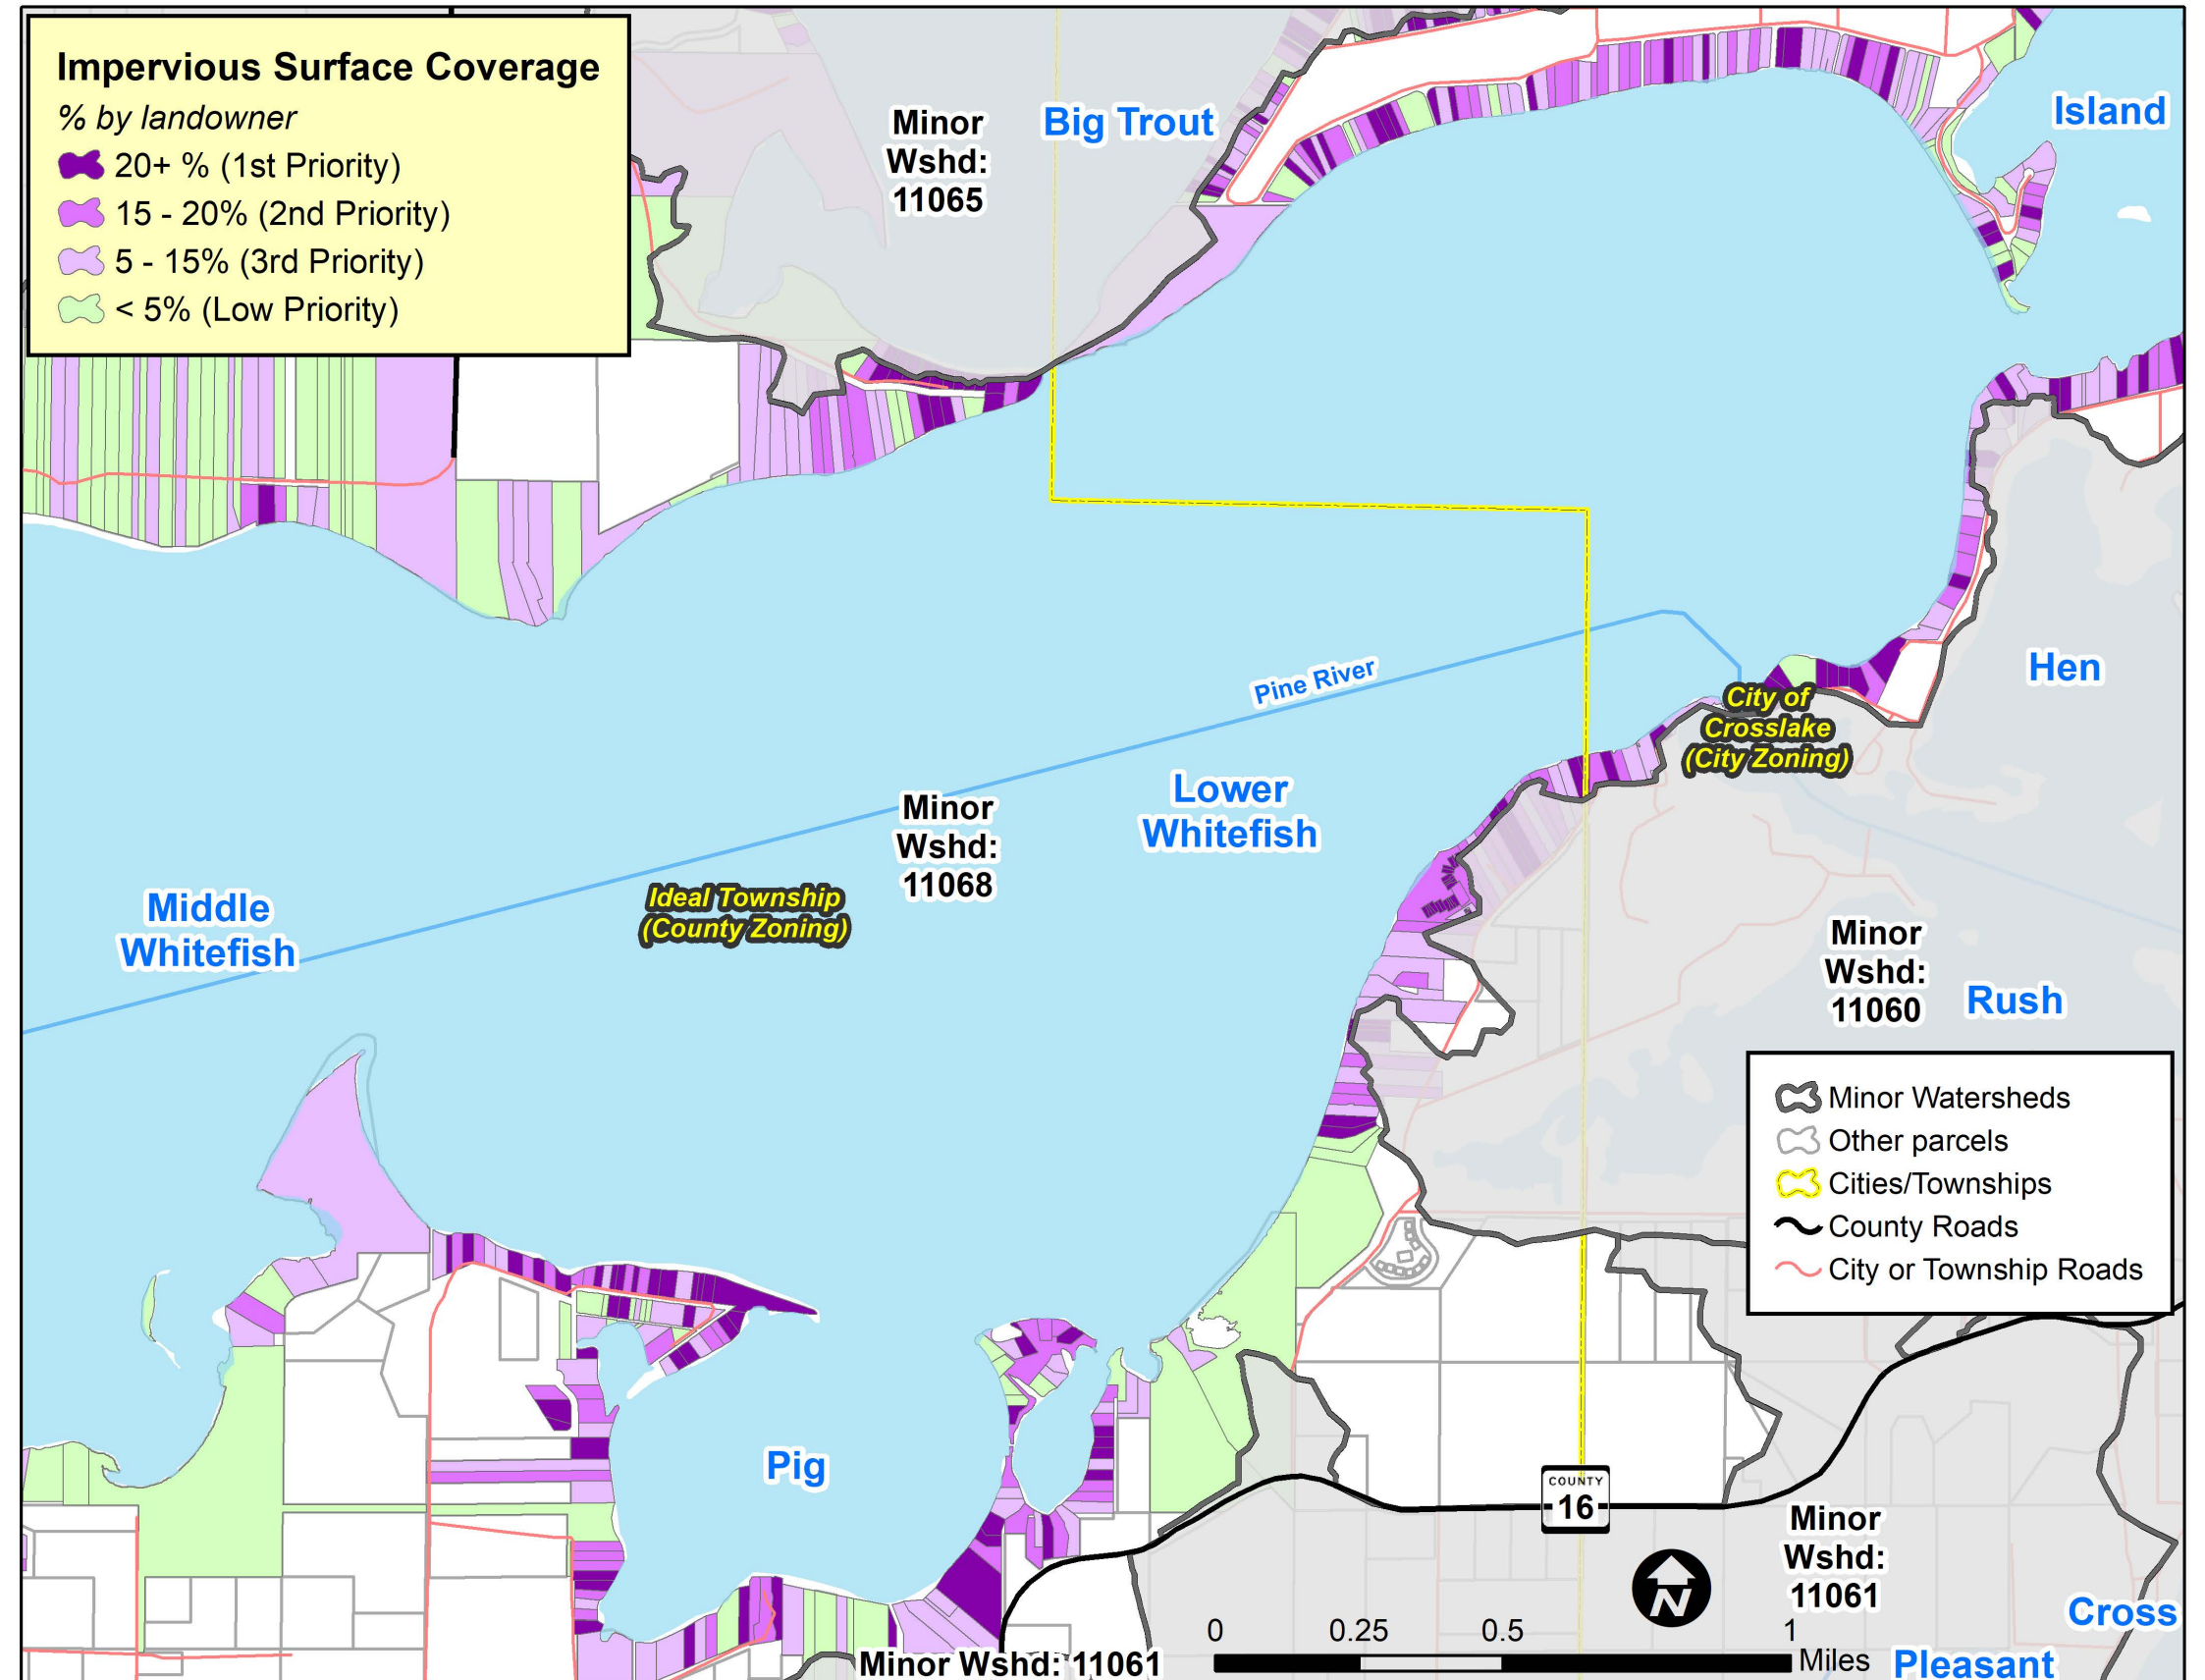 Impervious Surface Coverage
% by landowner
20+ % (1st Priority)
15 - 20% (2nd Priority)
5 - 15% (3rd Priority)
< 5% (Low Priority)
Minor
Wshd:
11065
Big Trout
Island
Hen
Pine River
City of
Crosslake
(City Zoning)
Lower
Whitefish
Minor
Wshd:
11068
Ideal Township
(County Zoning)
Middle
Whitefish
Minor
Wshd:
11060
Rush
Minor Watersheds
Other parcels
Cities/Townships
County Roads
City or Township Roads
Pig
COUNTY
16
Minor
Wshd:
11061
N
Cross
0 0.25 0.5 1
Miles
Minor Wshd: 11061
Pleasant